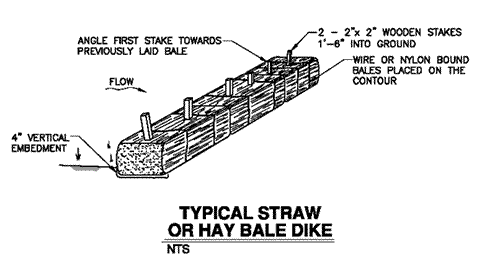 ANGLE FIRST STAKE TOWARDS
PREVIOUSLY LAID BALE
2 - 2"x 2" WOODEN STAKES
1'-6" INTO GROUND
WIRE OR NYLON BOUND
BALES PLACED ON THE
CONTOUR
FLOW
4" VERTICAL
EMBEDMENT
TYPICAL STRAW
OR HAY BALE DIKE
NTS